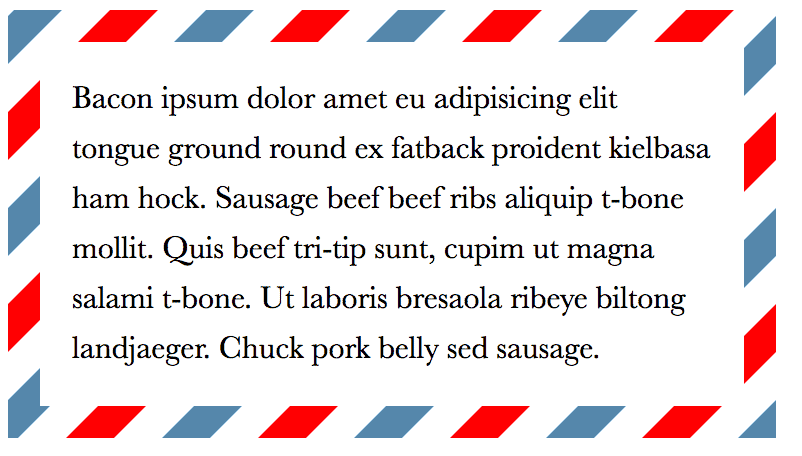 Bacon ipsum dolor amet eu adipisicing elit
tongue ground round ex fatback proident kielbasa
ham hock. Sausage beef beef ribs aliquip t-bone
mollit. Quis beef tri-tip sunt, cupim ut magna
salami t-bone. Ut laboris bresaola ribeye biltong
landjaeger. Chuck pork belly sed sausage.